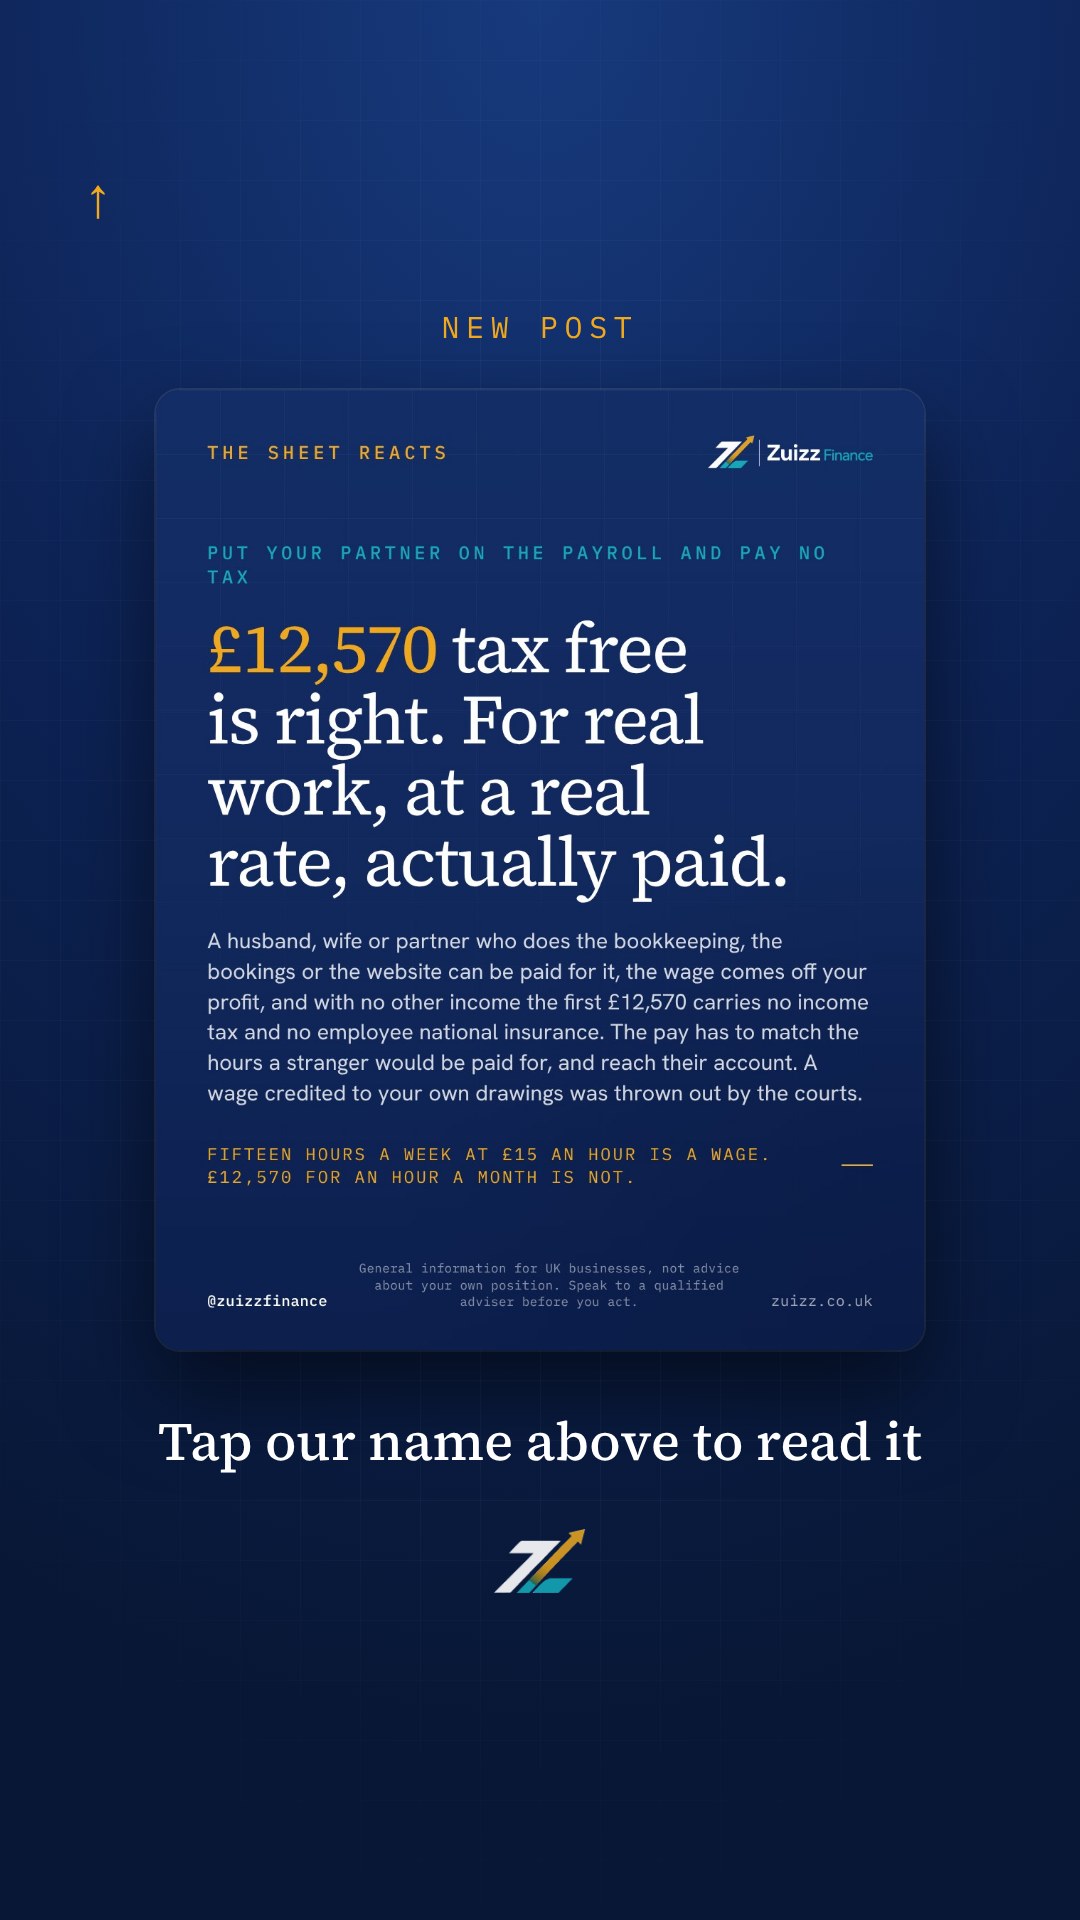 ↑
NEW POST
THE SHEET REACTS
Zuizz Finance
PUT YOUR PARTNER ON THE PAYROLL AND PAY NO
TAX
£12,570 tax free
is right. For real
work, at a real
rate, actually paid.
A husband, wife or partner who does the bookkeeping, the
bookings or the website can be paid for it, the wage comes off your
profit, and with no other income the first £12,570 carries no income
tax and no employee national insurance. The pay has to match the
hours a stranger would be paid for, and reach their account. A
wage credited to your own drawings was thrown out by the courts.
FIFTEEN HOURS A WEEK AT £15 AN HOUR IS A WAGE.
£12,570 FOR AN HOUR A MONTH IS NOT.
General information for UK businesses, not advice
about your own position. Speak to a qualified
adviser before you act.
@zuizzfinance
zuizz.co.uk
Tap our name above to read it